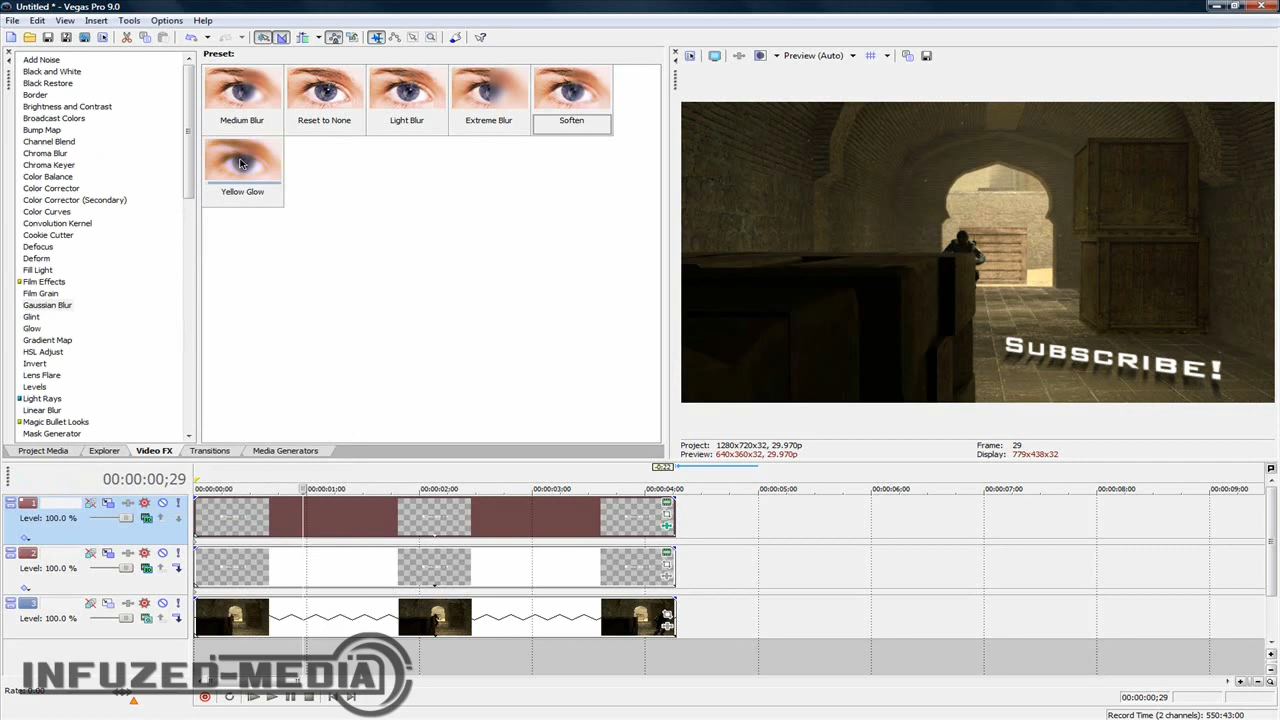 Untitled * - Vegas Pro 9.0
File Edit View Insert Tools Options Help
Preset:
Preview (Auto)
Add Noise
Black and White
Black Restore
Border
Brightness and Contrast
Broadcast Colors
Bump Map
Channel Blend
Chroma Blur
Chroma Keyer
Color Balance
Color Corrector
Color Corrector (Secondary)
Color Curves
Convolution Kernel
Cookie Cutter
Defocus
Deform
Fill Light
Film Effects
Film Grain
Gaussian Blur
Glint
Glow
Gradient Map
HSL Adjust
Invert
Lens Flare
Levels
Light Rays
Linear Blur
Magic Bullet Looks
Mask Generator
Medium Blur Reset to None Light Blur Extreme Blur Soften
Yellow Glow
SUBSCRIBE!
Project Media Explorer Video FX Transitions Media Generators
Project: 1280x720x32, 29.970p Frame: 29
Preview: 640x360x32, 29.970p Display: 779x438x32
-0:22
00:00:00;29
00:00:00;00 00:00:01;00 00:00:02;00 00:00:03;00 00:00:04;00 00:00:05;00 00:00:06;00 00:00:07;00 00:00:08;00 00:00:09;00
1
Level: 100.0 %
2
Level: 100.0 %
3
Level: 100.0 %
INFUZED-MEDIA
Rate: 0.00
00:00:00;29
Record Time (2 channels): 550:43:00